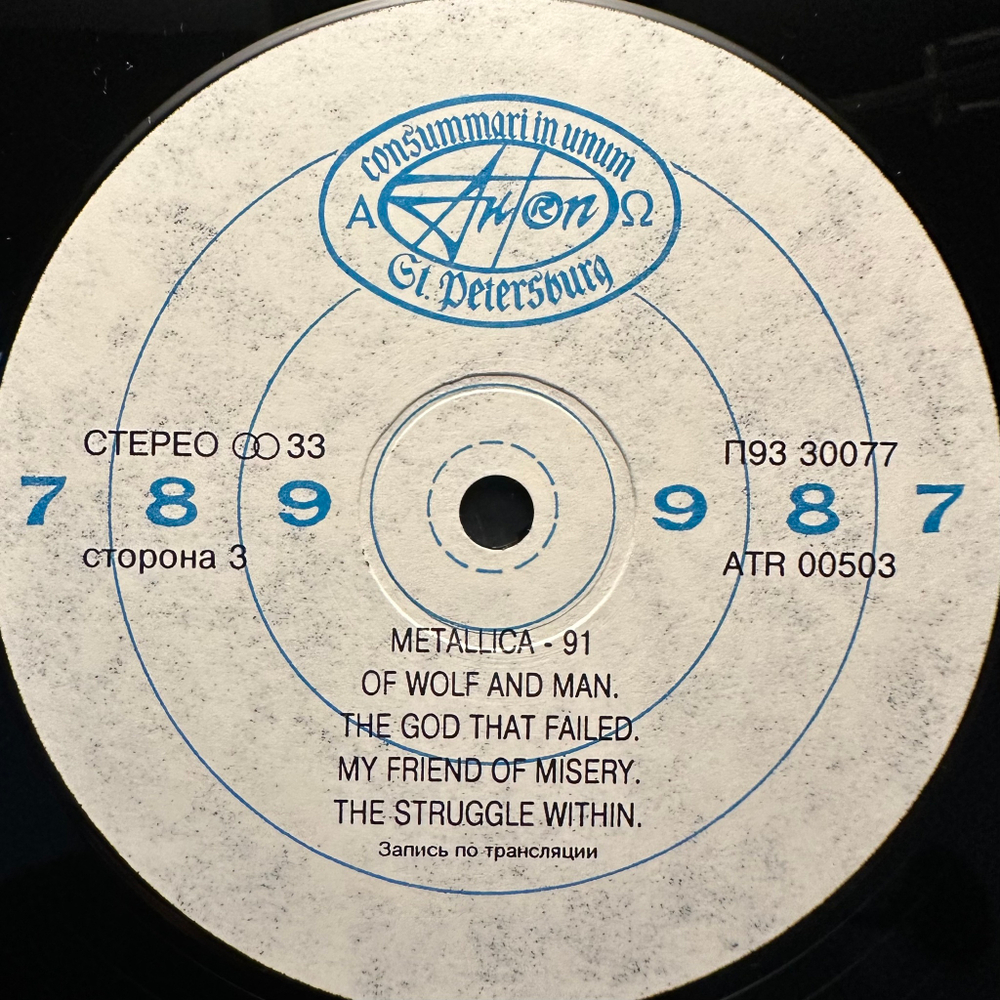 consummari in unum
Α Антон Ω
St. Petersburg
СТЕРЕО 33
П93 30077
7 8 9 9 8 7
сторона 3
ATR 00503
METALLICA - 91
OF WOLF AND MAN.
THE GOD THAT FAILED.
MY FRIEND OF MISERY.
THE STRUGGLE WITHIN.
Запись по трансляции